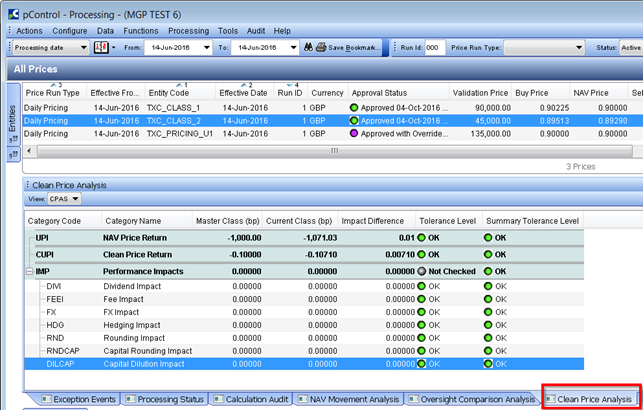 pControl - Processing - (MGP TEST 6)
Actions Configure Data Functions Processing Tools Audit Help
Processing date From: 14-Jun-2016 To: 14-Jun-2016 Save Bookmark... Run Id: 000 Price Run Type: Status: Active
All Prices
Entities
3 1 2 4
Price Run Type Effective Fro... Entity Code Effective Date Run ID Currency Approval Status Validation Price Buy Price NAV Price Sel
Daily Pricing 14-Jun-2016 TXC_CLASS_1 14-Jun-2016 1 GBP Approved 04-Oct-2016 ... 90,000.00 0.90225 0.90000
Daily Pricing 14-Jun-2016 TXC_CLASS_2 14-Jun-2016 1 GBP Approved 04-Oct-2016 ... 45,000.00 0.89513 0.89290
Daily Pricing 14-Jun-2016 TXC_PRICING_U1 14-Jun-2016 1 GBP Approved with Override... 135,000.00 0.90000 0.90000
3 Prices
Clean Price Analysis
View: CPAS
Category Code Category Name Master Class (bp) Current Class (bp) Impact Difference Tolerance Level Summary Tolerance Level
UPI NAV Price Return -1,000.00 -1,071.03 0.01 OK OK
CUPI Clean Price Return -0.10000 -0.10710 0.00710 OK OK
IMP Performance Impacts 0.00000 0.00000 0.00000 Not Checked OK
DIVI Dividend Impact 0.00000 0.00000 0.00000 OK OK
FEEI Fee Impact 0.00000 0.00000 0.00000 OK OK
FX FX Impact 0.00000 0.00000 0.00000 OK OK
HDG Hedging Impact 0.00000 0.00000 0.00000 OK OK
RND Rounding Impact 0.00000 0.00000 0.00000 OK OK
RNDCAP Capital Rounding Impact 0.00000 0.00000 0.00000 OK OK
DILCAP Capital Dilution Impact 0.00000 0.00000 0.00000 OK OK
Exception Events Processing Status Calculation Audit NAV Movement Analysis Oversight Comparison Analysis Clean Price Analysis